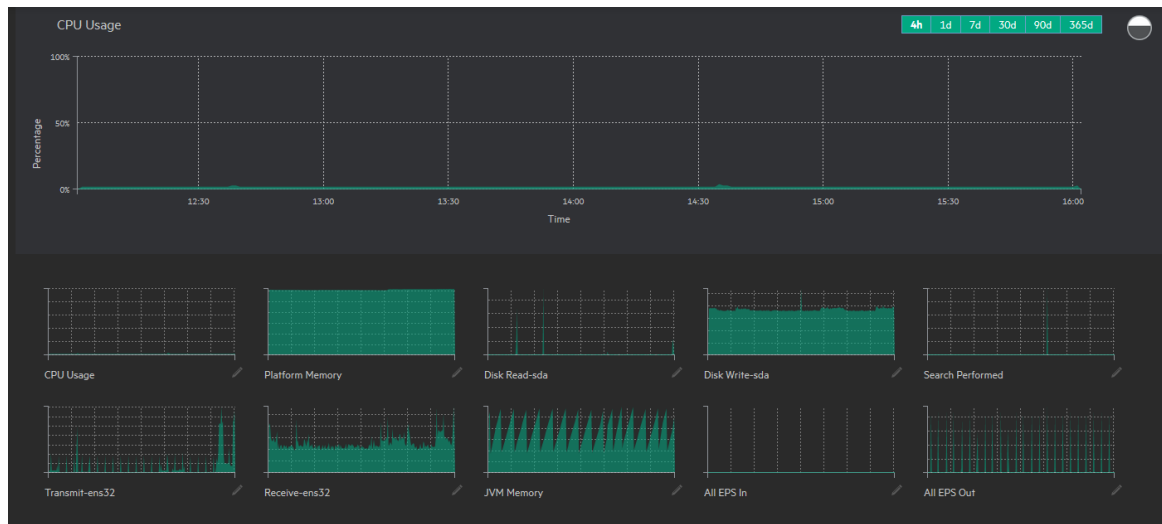 CPU Usage
4h 1d 7d 30d 90d 365d
100%
50%
0%
Percentage
12:30 13:00 13:30 14:00 14:30 15:00 15:30 16:00
Time
CPU Usage Platform Memory Disk Read-sda Disk Write-sda Search Performed
Transmit-ens32 Receive-ens32 JVM Memory All EPS In All EPS Out